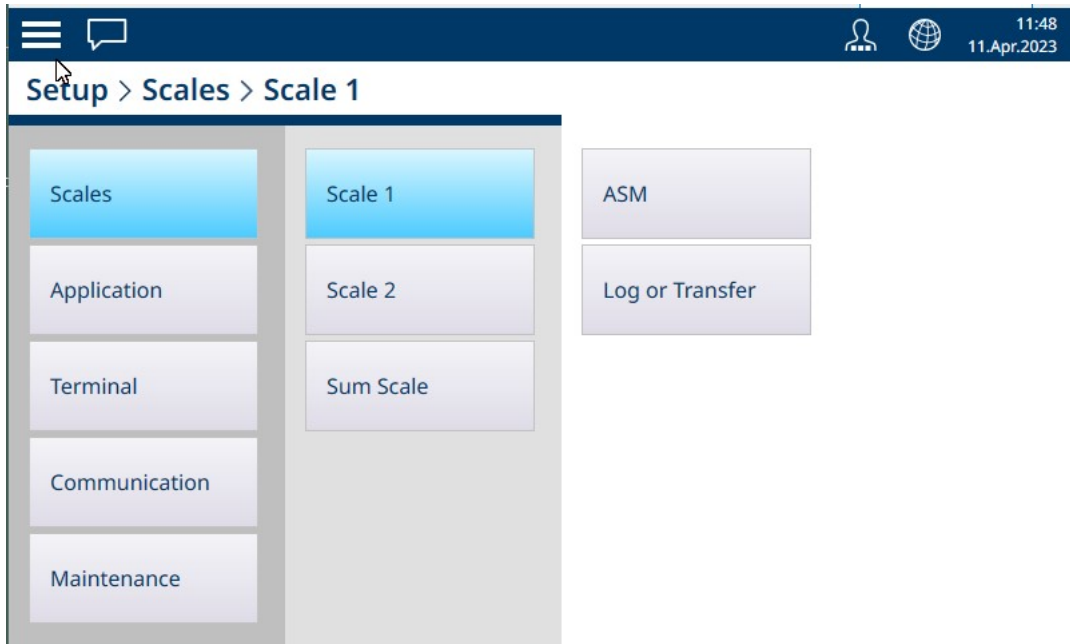 11:48
11.Apr.2023
Setup > Scales > Scale 1
Scales
Scale 1
ASM
Application
Scale 2
Log or Transfer
Terminal
Sum Scale
Communication
Maintenance